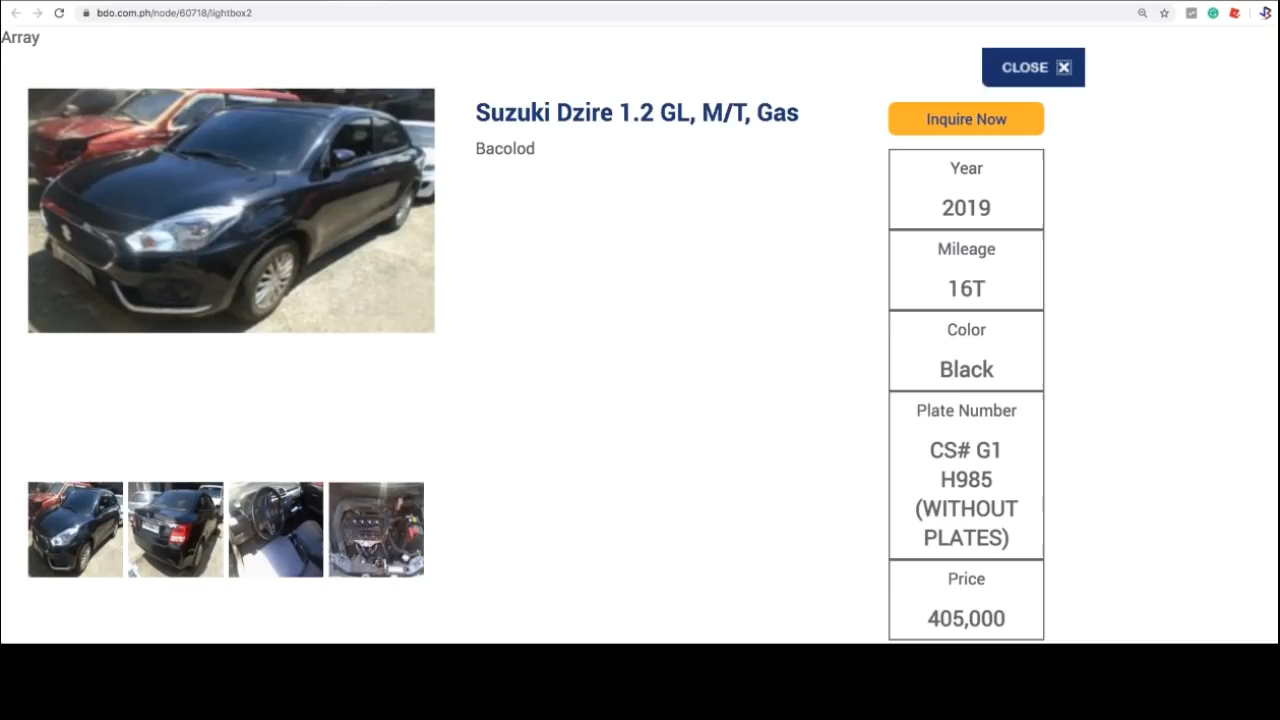 bdo.com.ph/node/60718/lightbox2
Array
CLOSE
Suzuki Dzire 1.2 GL, M/T, Gas
Bacolod
Inquire Now
Year
2019
Mileage
16T
Color
Black
Plate Number
CS# G1
H985
(WITHOUT
PLATES)
Price
405,000